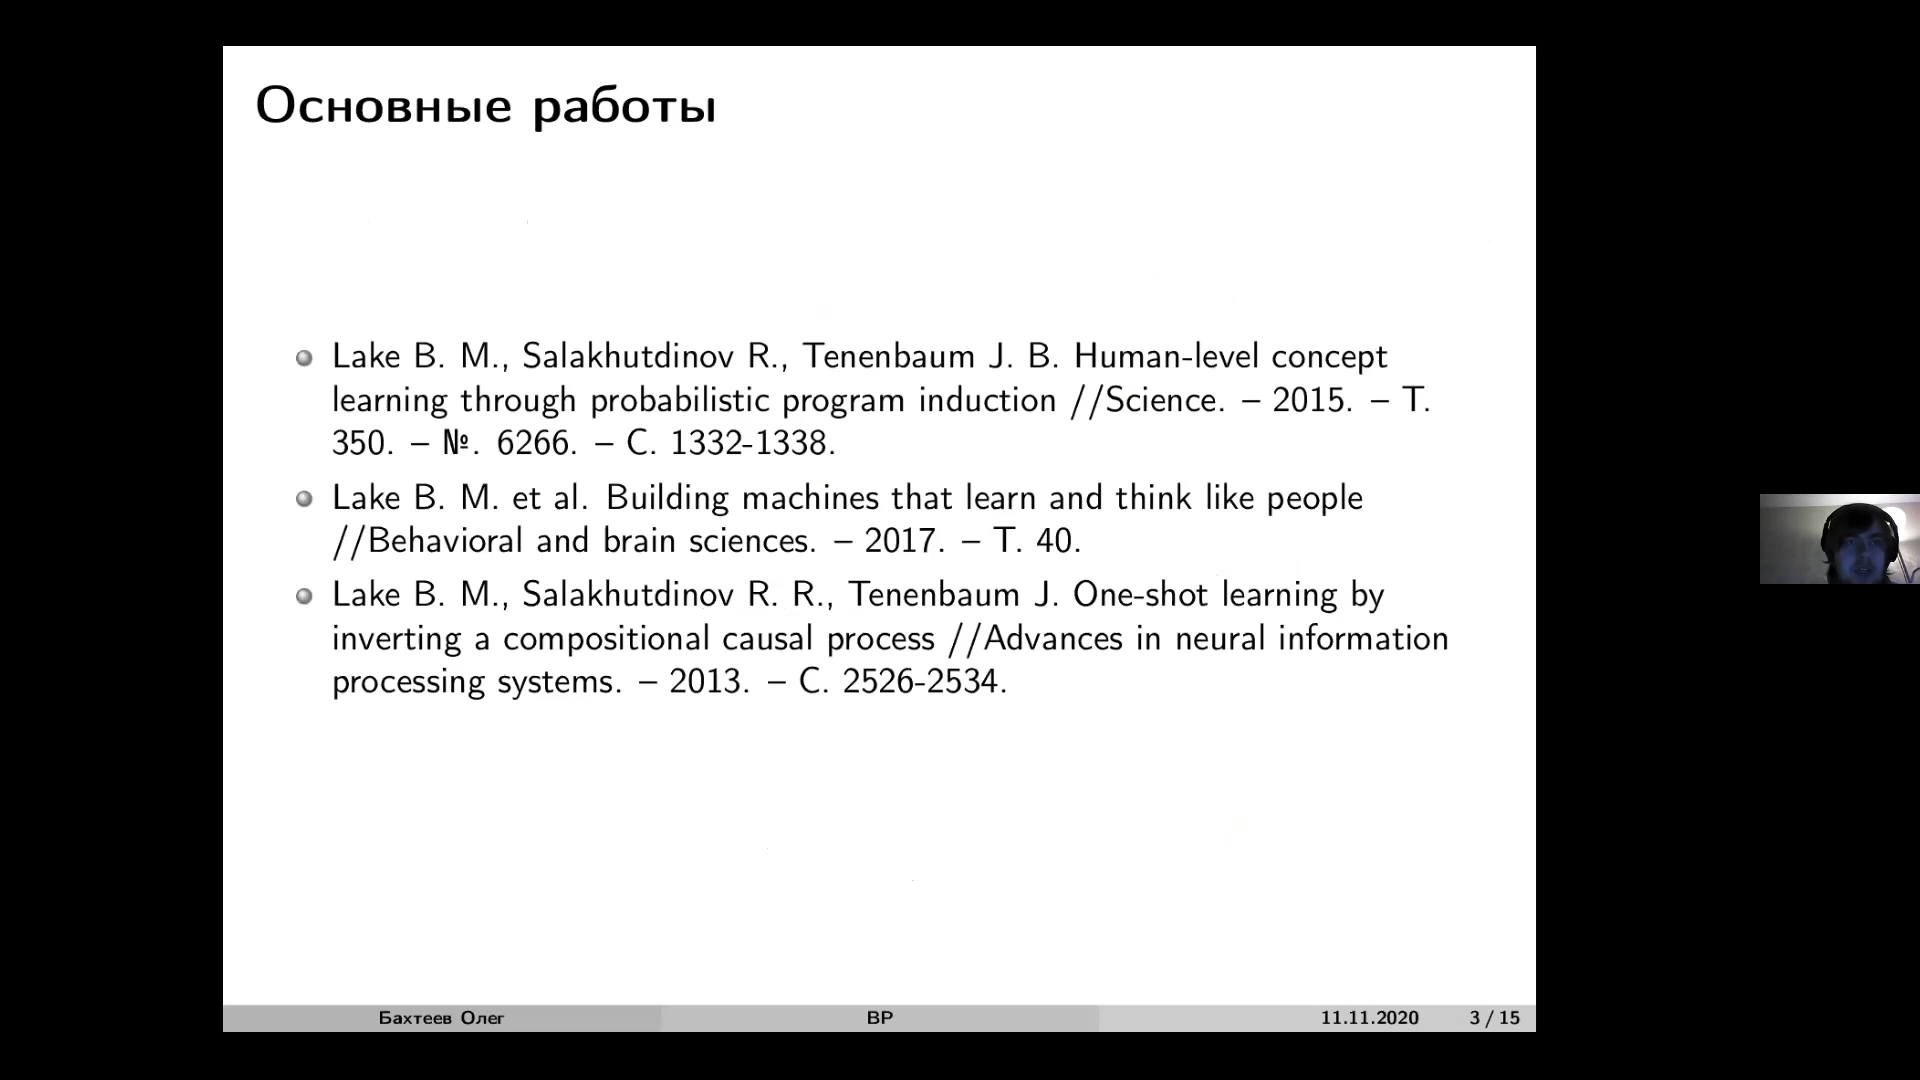 Основные работы
Lake B. M., Salakhutdinov R., Tenenbaum J. B. Human-level concept
learning through probabilistic program induction //Science. – 2015. – Т.
350. – №. 6266. – С. 1332-1338.
Lake B. M. et al. Building machines that learn and think like people
//Behavioral and brain sciences. – 2017. – Т. 40.
Lake B. M., Salakhutdinov R. R., Tenenbaum J. One-shot learning by
inverting a compositional causal process //Advances in neural information
processing systems. – 2013. – С. 2526-2534.
Бахтеев Олег BP 11.11.2020 3 / 15